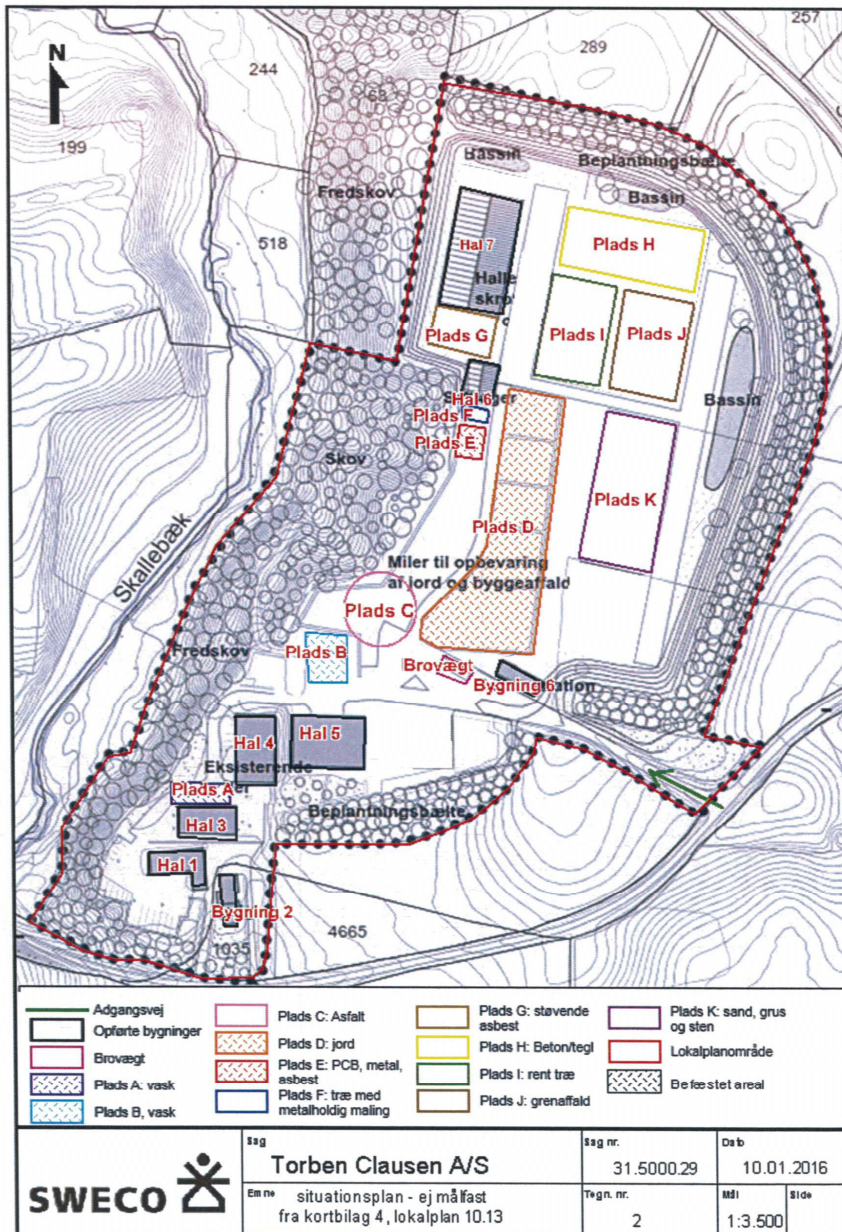 257
N
289
244
68
199
Bassin
Beplantningsbælte
Fredskov
Bassin
518
Plads H
Hal 7
Halle
skro
Plads G
Plads I
Plads J
Hal 6
Bassin
Plads F
Plads E
Skov
Plads K
Plads D
Skallebæk
Miler til opbevaring
af jord og byggeaffald
Plads C
Fredskov
Plads B
Brovægt
Bygning 6
Hal 4
Hal 5
Eksisterende
Plads A
Beplantningsbælte
Hal 3
Hal 1
Bygning 2
4665
1035
Adgangsvej
Opførte bygninger
Brovægt
Plads A: vask
Plads B, vask
Plads C: Asfalt
Plads D: jord
Plads E: PCB, metal,
asbest
Plads F: træ med
metalholdig maling
Plads G: støvende
asbest
Plads H: Beton/tegl
Plads I: rent træ
Plads J: grenaffald
Plads K: sand, grus
og sten
Lokalplanområde
Befæstet areal
SWECO
Sag
Torben Clausen A/S
Sag nr.
31.5000.29
Dato
10.01.2016
Emne
situationsplan - ej målfast
fra kortbilag 4, lokalplan 10.13
Tegn. nr.
2
Mål
1:3.500
Side